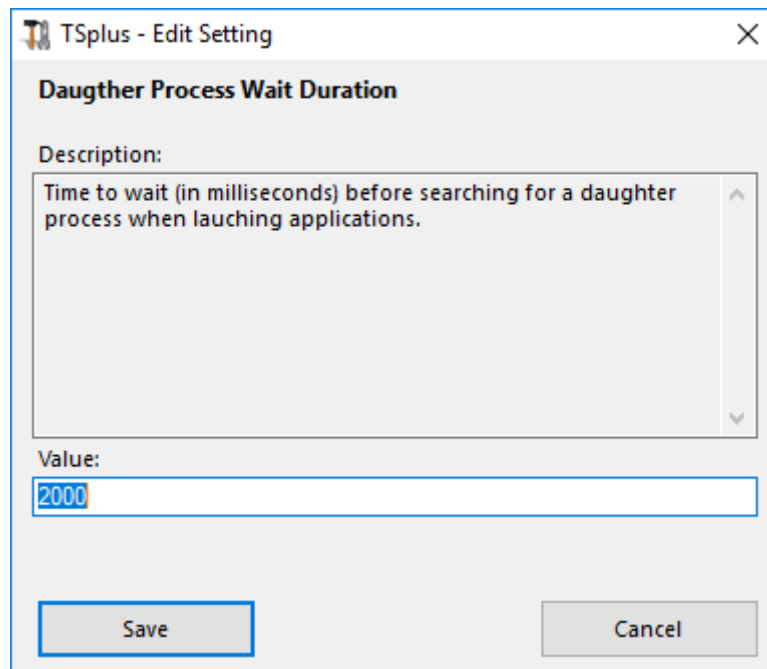 TSplus - Edit Setting
Daugther Process Wait Duration
Description:
Time to wait (in milliseconds) before searching for a daughter
process when lauching applications.
Value:
2000
Save
Cancel